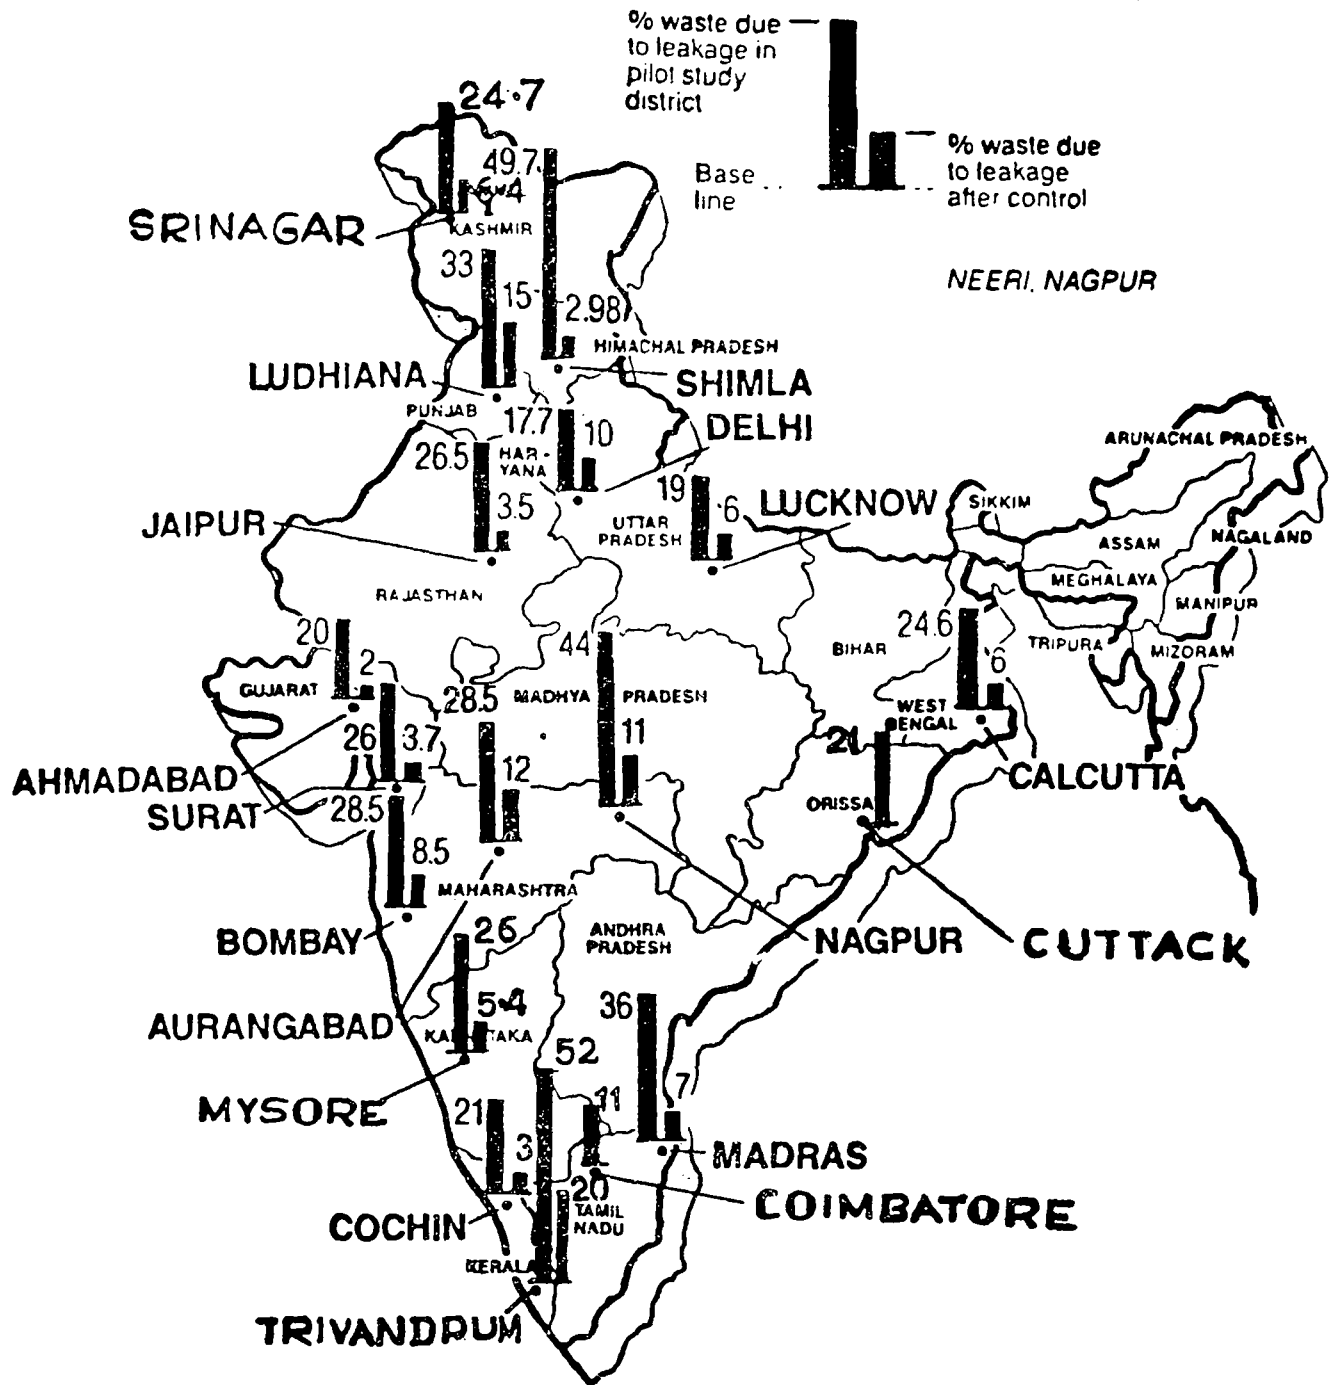 % waste due
to leakage in
pilot study
district
Base
line
% waste due
to leakage
after control
NEERI, NAGPUR
24.7
49.7
SRINAGAR
KASHMIR
33
15
2.98
HIMACHAL PRADESH
LUDHIANA
SHIMLA
PUNJAB
17.7
10
DELHI
26.5
HAR-
YANA
3.5
JAIPUR
19
6
LUCKNOW
UTTAR
PRADESH
SIKKIM
ARUNACHAL PRADESH
ASSAM
NAGALAND
MEGHALAYA
MANIPUR
TRIPURA
MIZORAM
RAJASTHAN
20
2
GUJARAT
44
BIHAR
24.6
6
28.5
MADHYA PRADESH
WEST
BENGAL
26
3.7
12
11
21
AHMADABAD
SURAT
CALCUTTA
28.5
ORISSA
8.5
MAHARASHTRA
BOMBAY
ANDHRA
PRADESH
NAGPUR
CUTTACK
26
5.4
AURANGABAD
KARNATAKA
36
52
MYSORE
21
11
7
3
MADRAS
20
COIMBATORE
TAMIL
NADU
COCHIN
KERALA
TRIVANDRUM